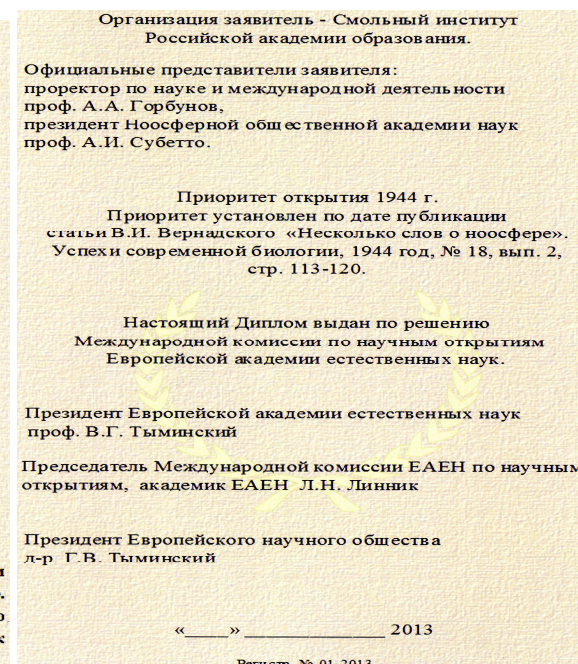 Организация заявитель - Смольный институт
Российской академии образования.
Официальные представители заявителя:
проректор по науке и международной деятельности
проф. А.А. Горбунов,
президент Ноосферной общественной академии наук
проф. А.И. Субетто.
Приоритет открытия 1944 г.
Приоритет установлен по дате публикации
статьи В.И. Вернадского «Несколько слов о ноосфере».
Успехи современной биологии, 1944 год, № 18, вып. 2,
стр. 113-120.
Настоящий Диплом выдан по решению
Международной комиссии по научным открытиям
Европейской академии естественных наук.
Президент Европейской академии естественных наук
проф. В.Г. Тыминский
Председатель Международной комиссии ЕАЕН по научным
открытиям, академик ЕАЕН Л.Н. Линник
Президент Европейского научного общества
д-р Г.В. Тыминский
«____» ______________ 2013
Регистр. № 01-2013